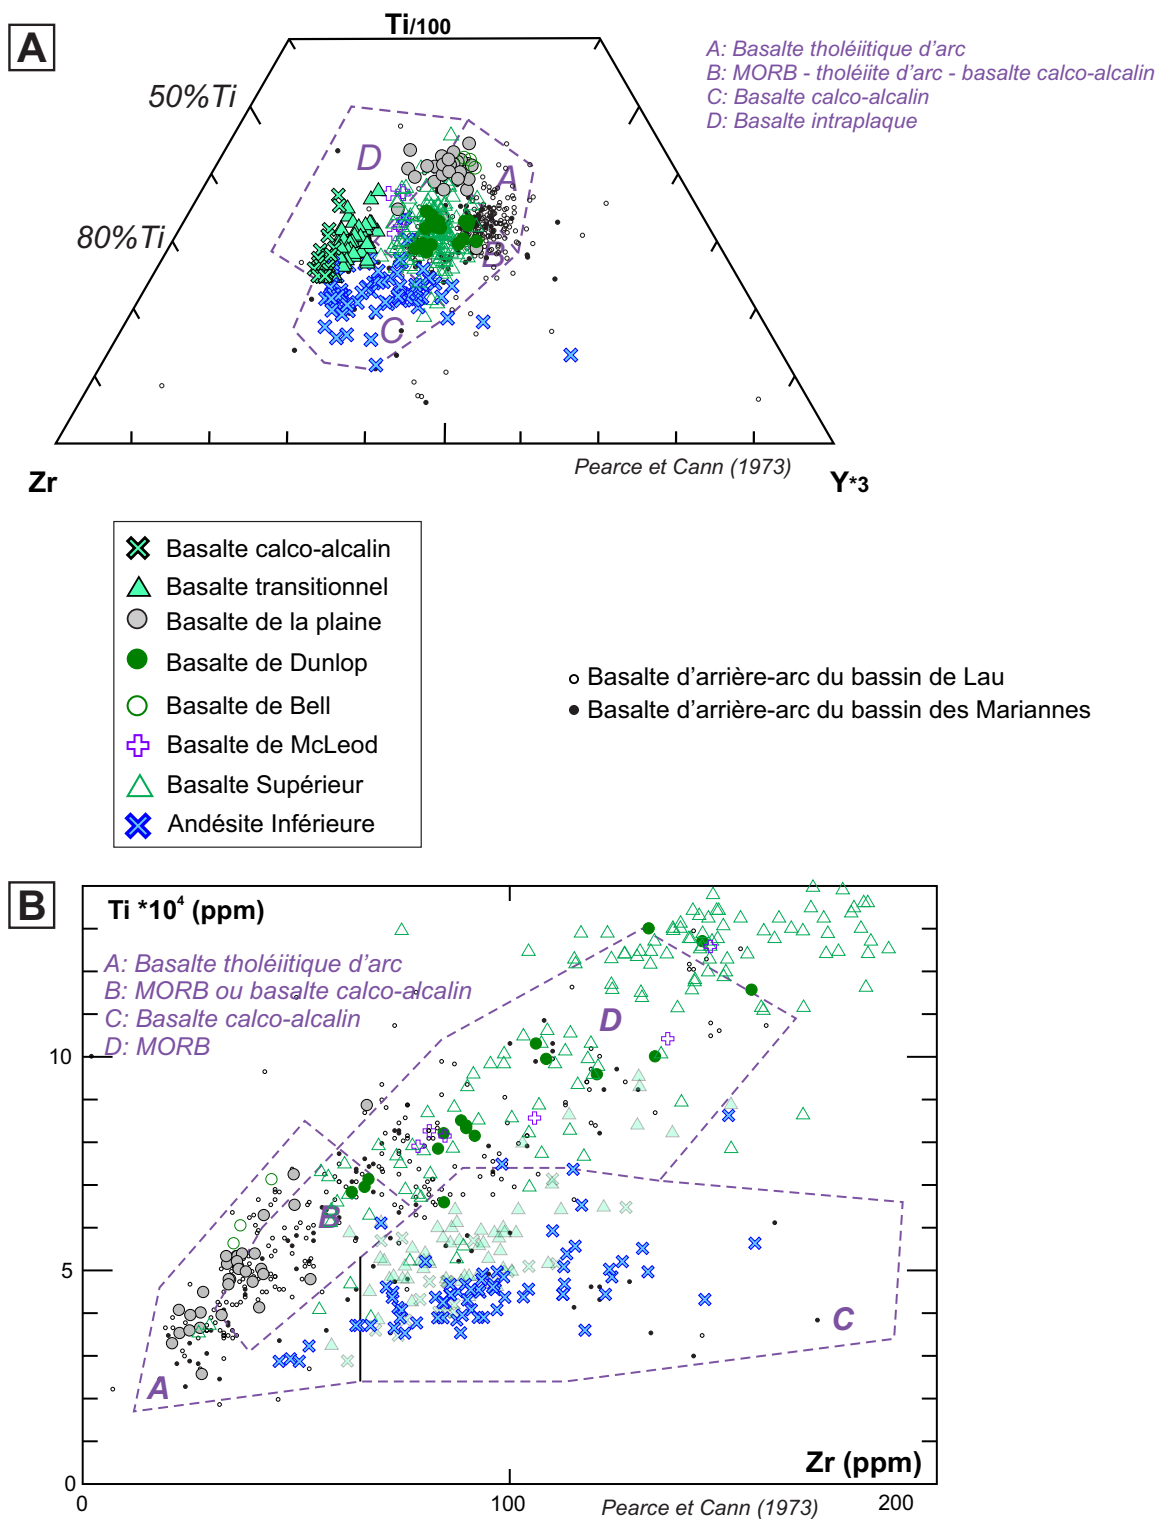 A
Ti/100
A: Basalte tholéiitique d'arc
B: MORB - tholéiite d'arc - basalte calco-alcalin
C: Basalte calco-alcalin
D: Basalte intraplaque
50%Ti
80%Ti
D
A
B
C
Pearce et Cann (1973)
Zr
Y*3
Basalte calco-alcalin
Basalte transitionnel
Basalte de la plaine
Basalte de Dunlop
Basalte de Bell
Basalte de McLeod
Basalte Supérieur
Andésite Inférieure
Basalte d'arrière-arc du bassin de Lau
Basalte d'arrière-arc du bassin des Mariannes
B
Ti *10⁴ (ppm)
A: Basalte tholéiitique d'arc
B: MORB ou basalte calco-alcalin
C: Basalte calco-alcalin
D: MORB
D
10
B
5
C
A
Zr (ppm)
0
0
100
200
Pearce et Cann (1973)